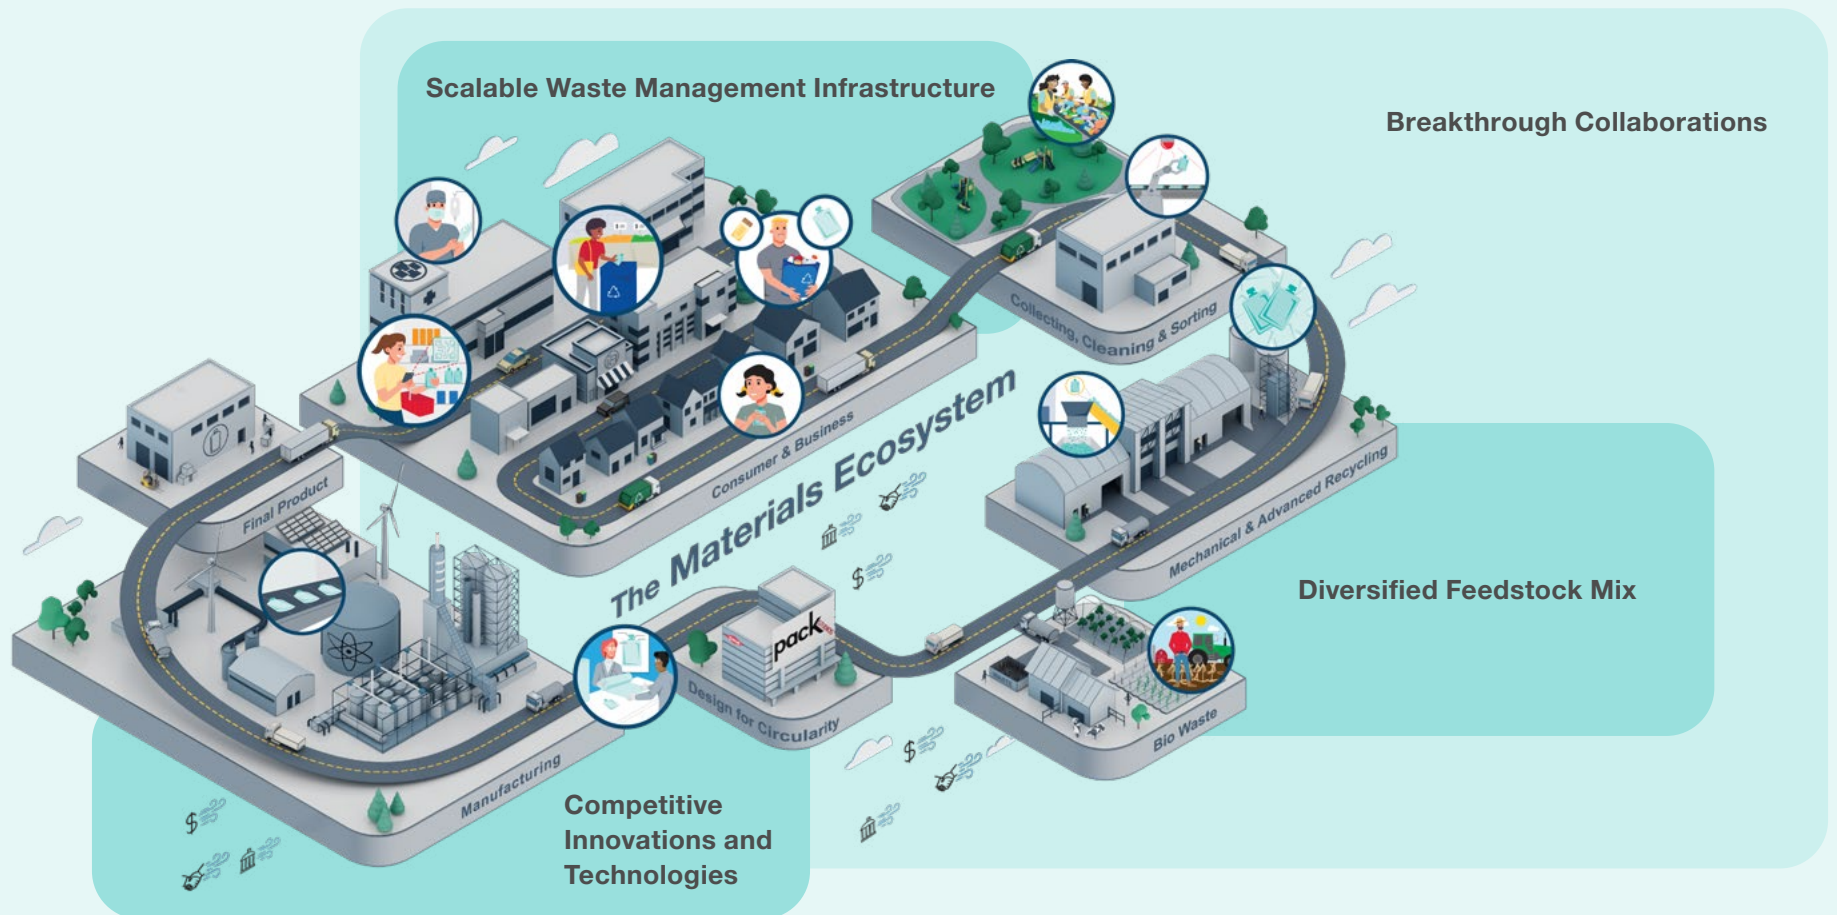 Scalable Waste Management Infrastructure
Breakthrough Collaborations
Collecting, Cleaning & Sorting
Consumer & Business
The Materials Ecosystem
Final Product
Mechanical & Advanced Recycling
Diversified Feedstock Mix
pack
Design for Circularity
Bio Waste
Manufacturing
Competitive
Innovations and
Technologies
$
$
$